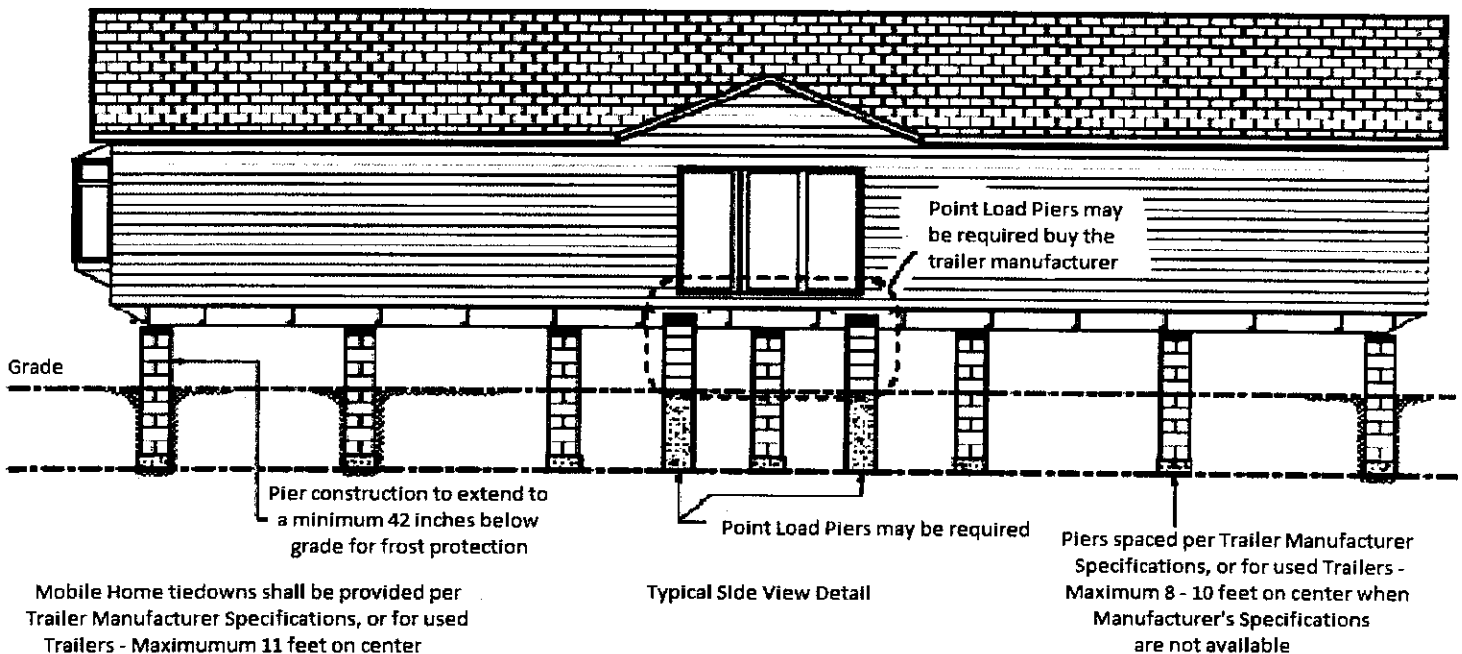 Point Load Piers may
be required buy the
trailer manufacturer
Grade
Pier construction to extend to
a minimum 42 inches below
grade for frost protection
Point Load Piers may be required
Piers spaced per Trailer Manufacturer
Specifications, or for used Trailers -
Maximum 8 - 10 feet on center when
Manufacturer's Specifications
are not available
Mobile Home tiedowns shall be provided per
Trailer Manufacturer Specifications, or for used
Trailers - Maximumum 11 feet on center
Typical Side View Detail